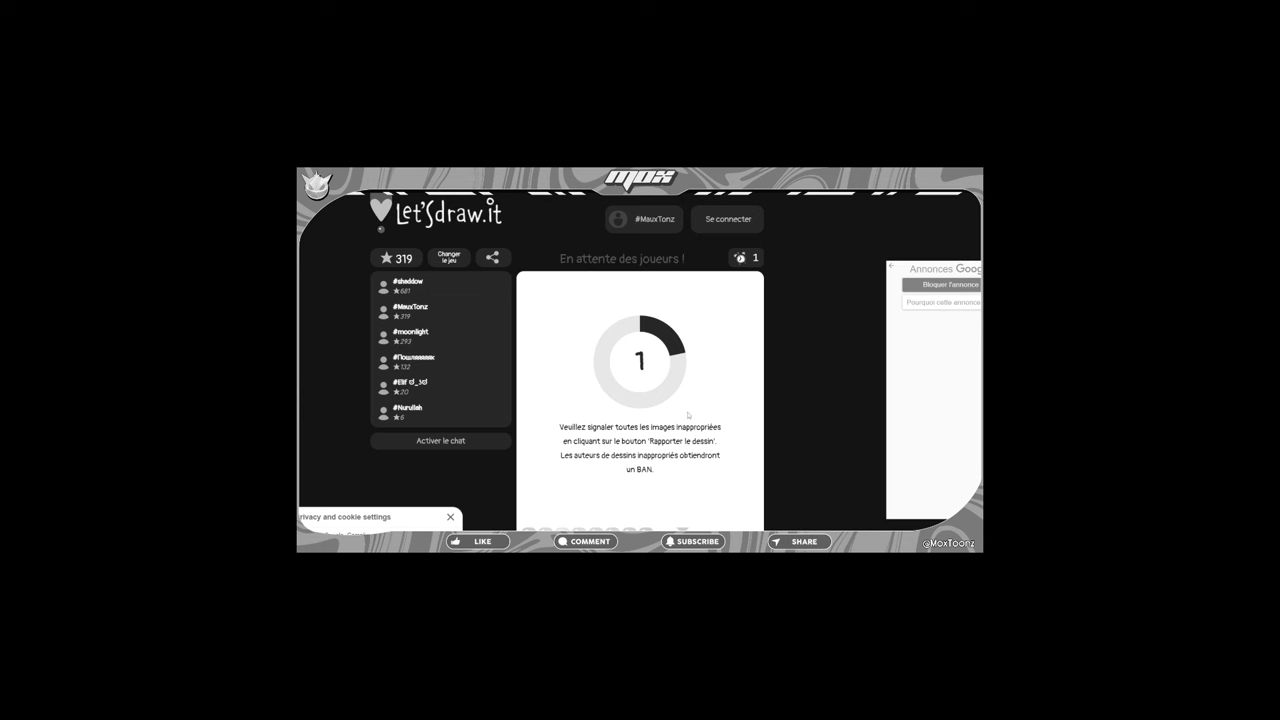 MOX
Let'Sdraw.it
#MauxTonz
Se connecter
319
Changer
le jeu
En attente des joueurs !
1
#shaddow
681
#MauxTonz
319
#moonlight
293
132
#Elif
20
#Nurullah
6
Activer le chat
1
Veuillez signaler toutes les images inappropriées
en cliquant sur le bouton 'Rapporter le dessin'.
Les auteurs de dessins inappropriés obtiendront
un BAN.
Annonces Goog
Bloquer l'annonce
Pourquoi cette annonce
rivacy and cookie settings
LIKE
COMMENT
SUBSCRIBE
SHARE
@MoxToonz